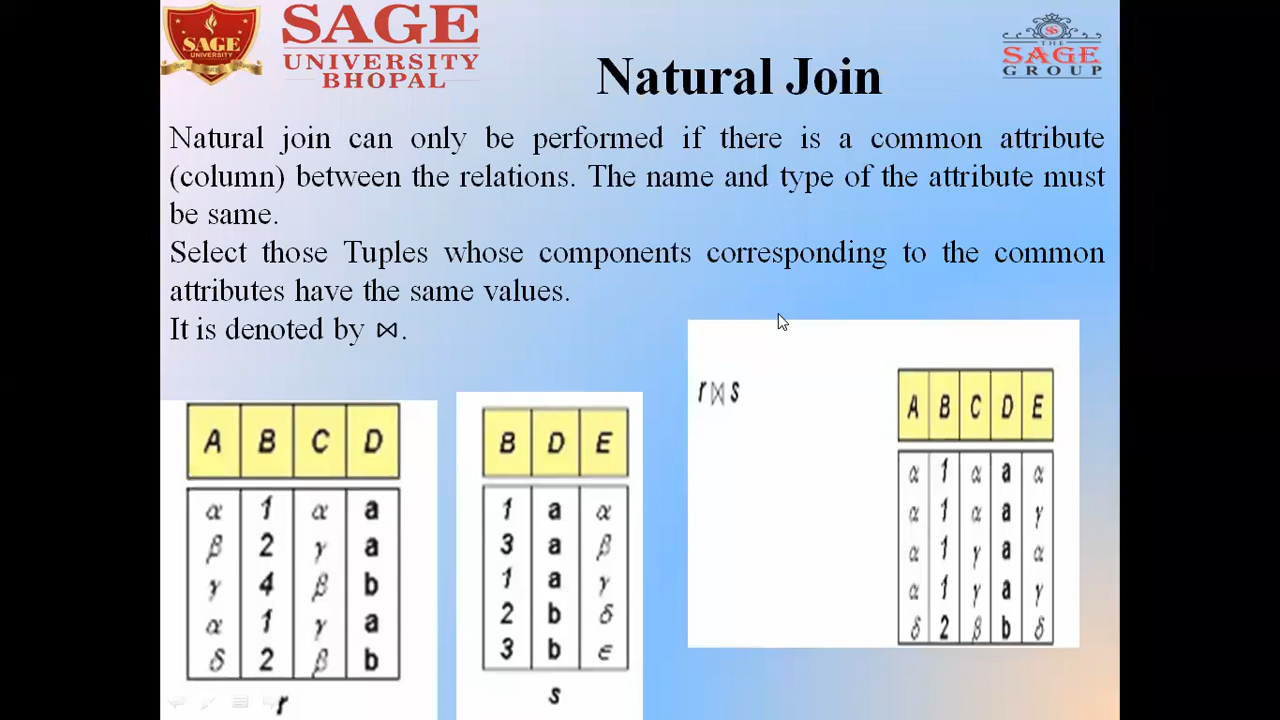 SAGE
UNIVERSITY
SAGE
UNIVERSITY
BHOPAL
THE
SAGE
GROUP
Natural Join
Natural join can only be performed if there is a common attribute
(column) between the relations. The name and type of the attribute must
be same.
Select those Tuples whose components corresponding to the common
attributes have the same values.
It is denoted by ⋈.
A B C D
α 1 α a
β 2 γ a
γ 4 β b
α 1 γ a
δ 2 β b
r
B D E
1 a α
3 a β
1 a γ
2 b δ
3 b ε
s
r ⋈ s
A B C D E
α 1 α a α
α 1 α a γ
α 1 γ a α
α 1 γ a γ
δ 2 β b δ